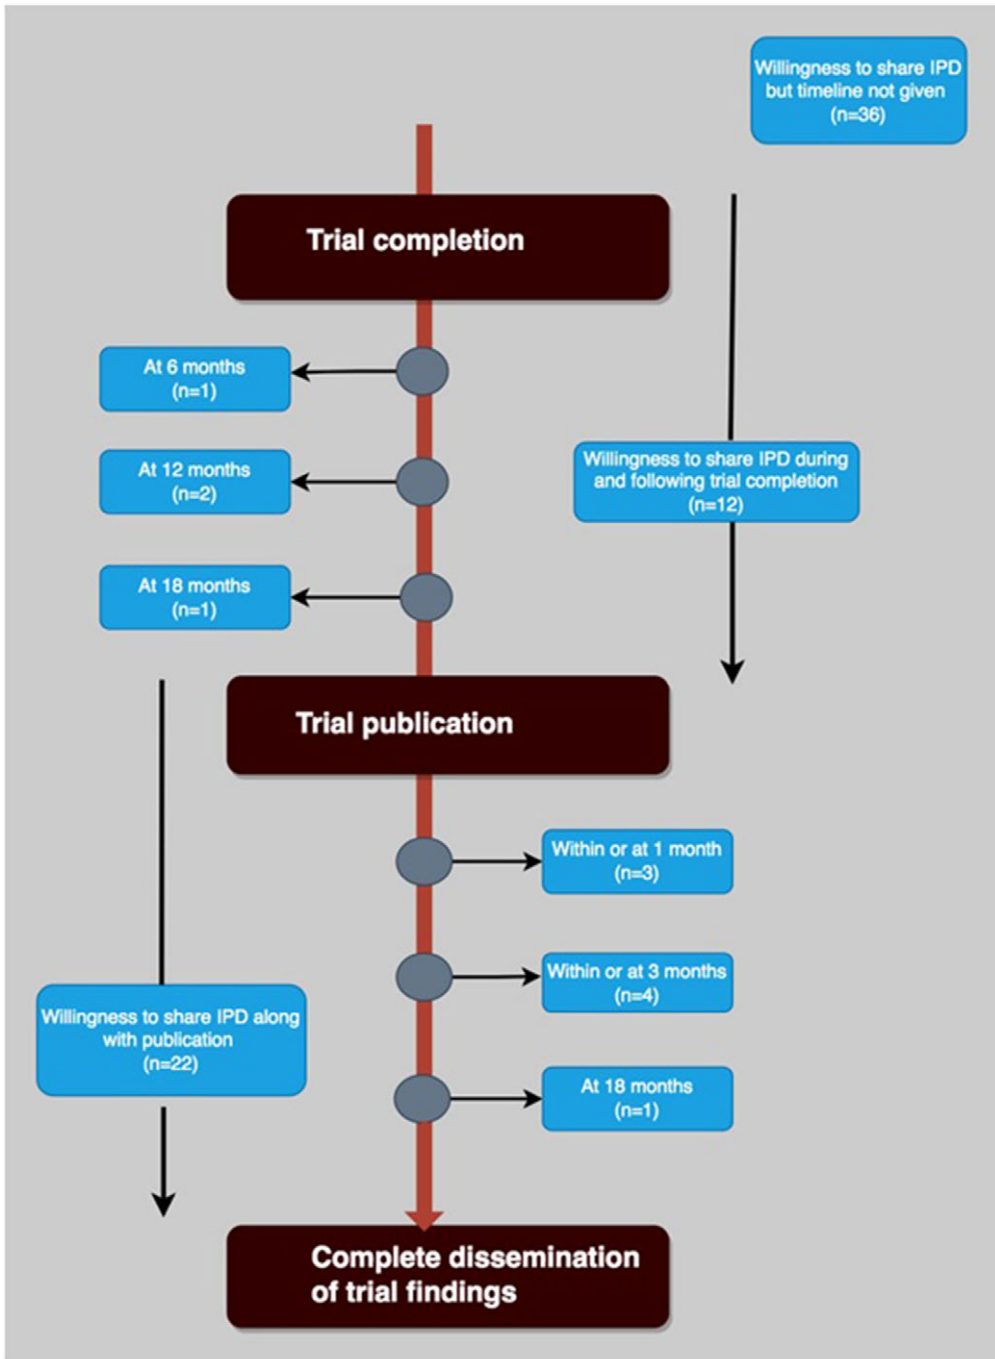 Willingness to share IPD
but timeline not given
(n=36)
Trial completion
At 6 months
(n=1)
At 12 months
(n=2)
Willingness to share IPD during
and following trial completion
(n=12)
At 18 months
(n=1)
Trial publication
Within or at 1 month
(n=3)
Within or at 3 months
(n=4)
Willingness to share IPD along
with publication
(n=22)
At 18 months
(n=1)
Complete dissemination
of trial findings